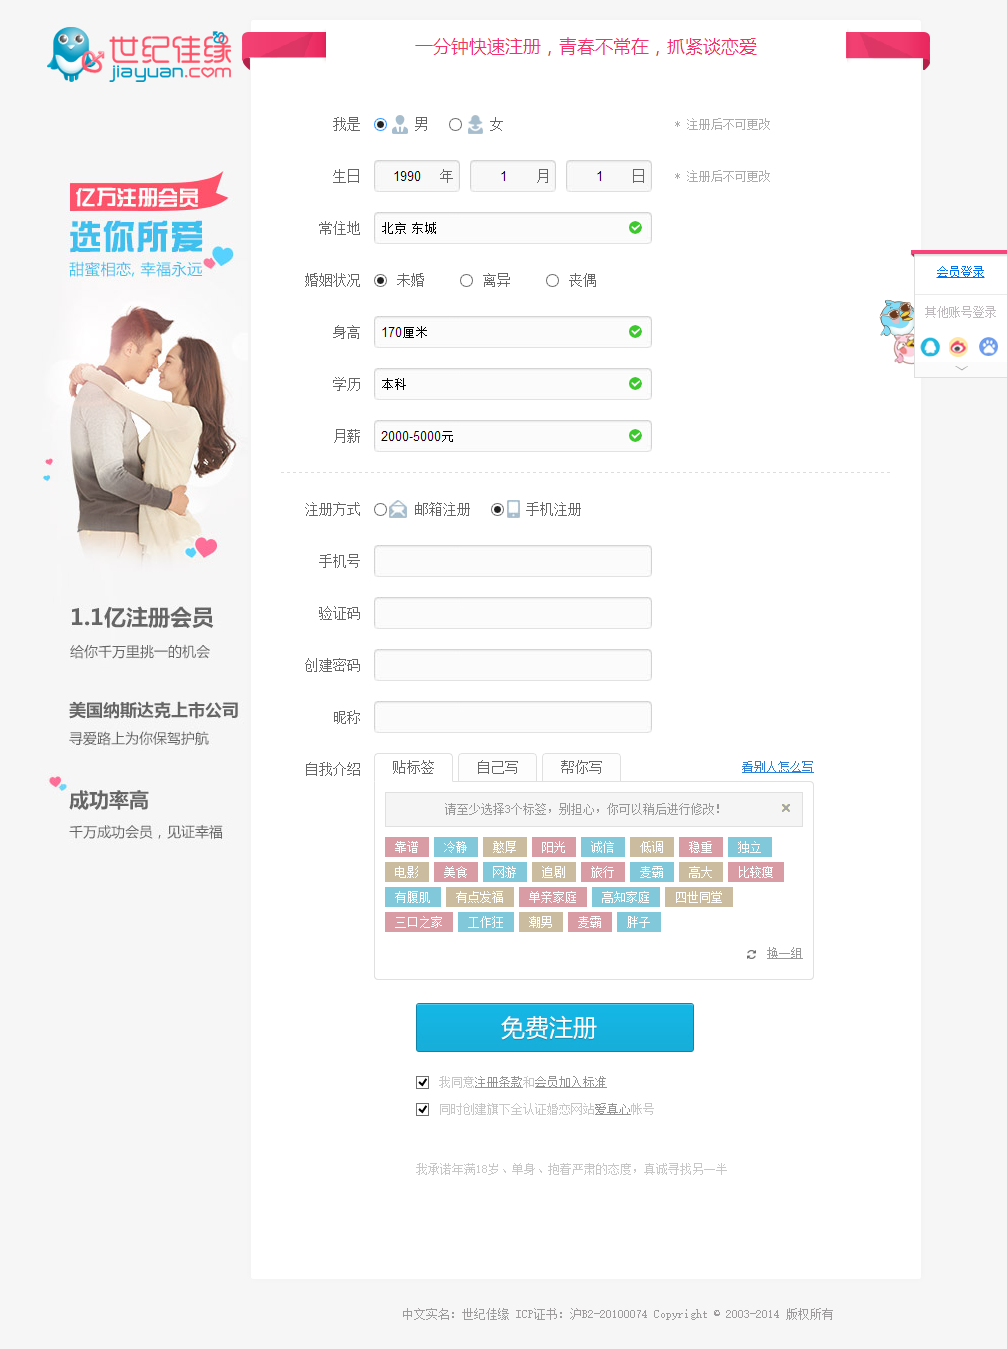 世纪佳缘
jiayuan.com
一分钟快速注册，青春不常在，抓紧谈恋爱
亿万注册会员
选你所爱
甜蜜相恋, 幸福永远
1.1亿注册会员
给你千万里挑一的机会
美国纳斯达克上市公司
寻爱路上为你保驾护航
成功率高
千万成功会员，见证幸福
我是 男 女 * 注册后不可更改
生日 1990 年 1 月 1 日 * 注册后不可更改
常住地 北京 东城
婚姻状况 未婚 离异 丧偶
身高 170厘米
学历 本科
月薪 2000-5000元
会员登录
其他账号登录
注册方式 邮箱注册 手机注册
手机号
验证码
创建密码
昵称
自我介绍 贴标签 自己写 帮你写 看别人怎么写
请至少选择3个标签，别担心，你可以稍后进行修改! ×
靠谱 冷静 憨厚 阳光 诚信 低调 稳重 独立
电影 美食 网游 追剧 旅行 麦霸 高大 比较瘦
有腹肌 有点发福 单亲家庭 高知家庭 四世同堂
三口之家 工作狂 潮男 麦霸 胖子
换一组
免费注册
我同意注册条款和会员加入标准
同时创建旗下全认证婚恋网站爱真心帐号
我承诺年满18岁、单身、抱着严肃的态度，真诚寻找另一半
中文实名: 世纪佳缘 ICP证书: 沪B2-20100074 Copyright © 2003-2014 版权所有